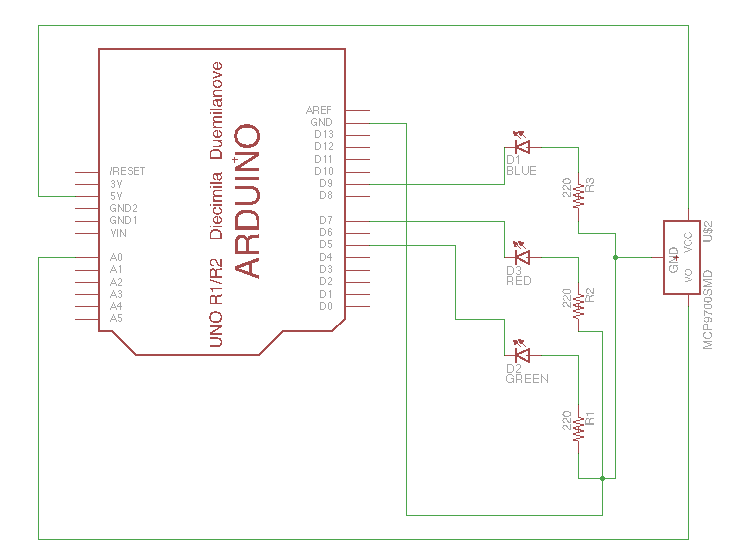 UNO R1/R2 Diecimila Duemilanove
ARDUINO
/RESET
3V
5V
GND2
GND1
VIN
A0
A1
A2
A3
A4
A5
AREF
GND
D13
D12
D11
D10
D9
D8
D7
D6
D5
D4
D3
D2
D1
D0
D1
BLUE
220
R3
D3
RED
220
R2
D2
GREEN
220
R1
GND
VCC
VO
U$2
MCP9700SMD